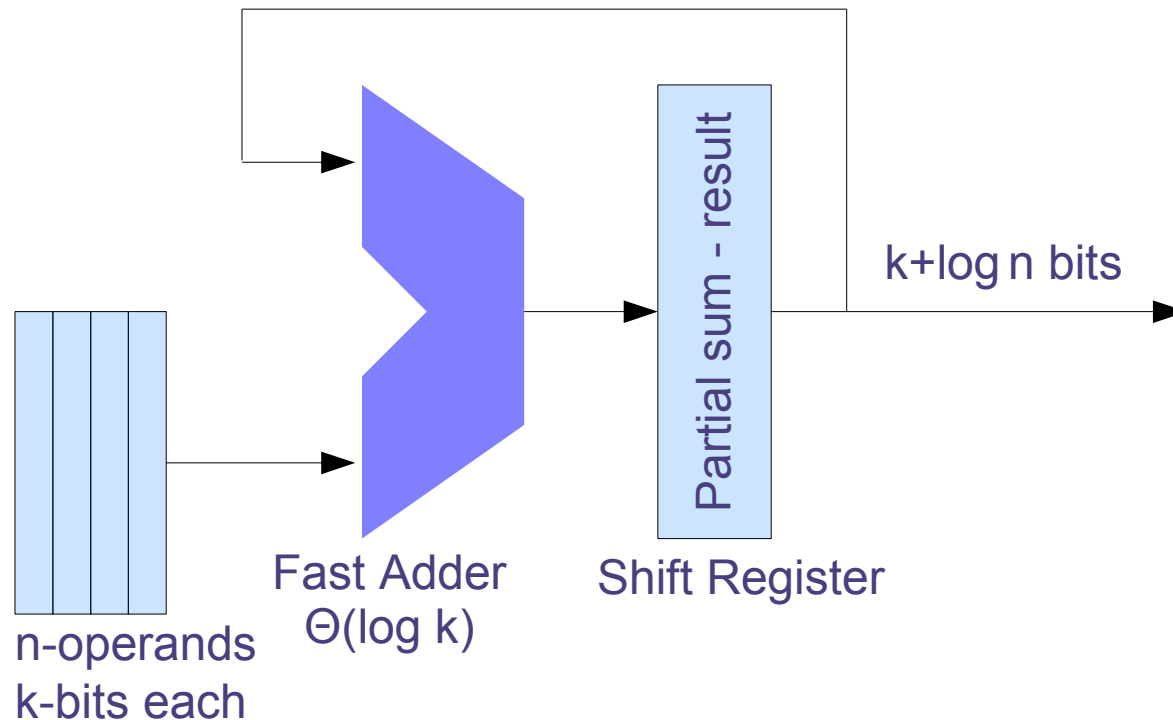 Partial sum - result
k+log n bits
Fast Adder
Θ(log k)
Shift Register
n-operands
k-bits each